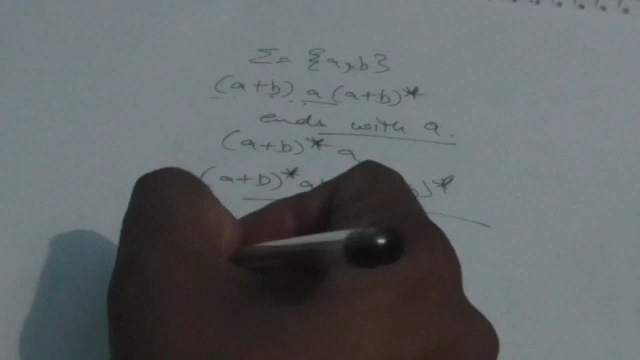 Σ = {a, b}
(a+b) a (a+b)*
ends with a.
(a+b)* a
(a+b)*